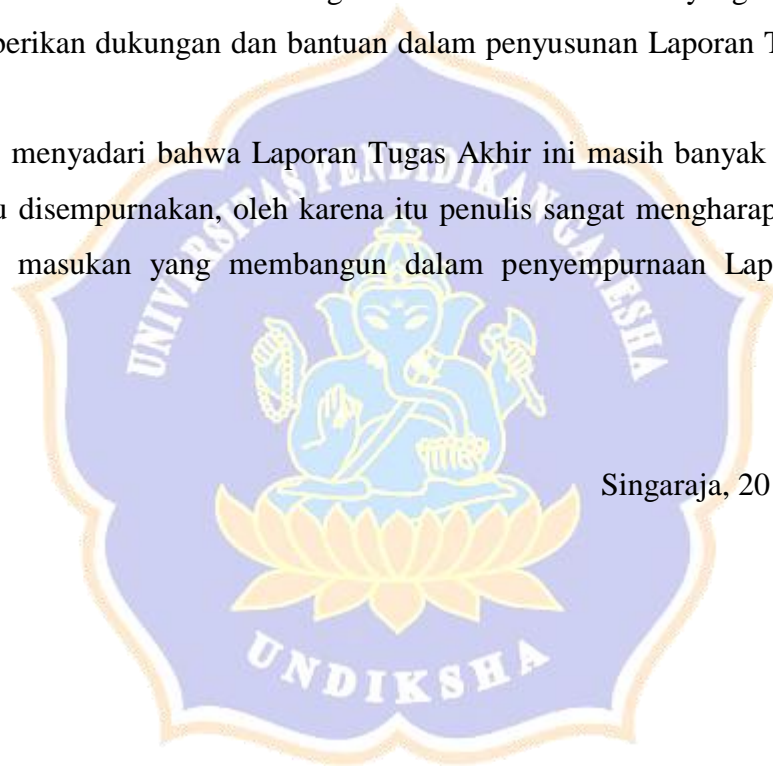 berikan dukungan dan bantuan dalam penyusunan Laporan T
menyadari bahwa Laporan Tugas Akhir ini masih banyak
u disempurnakan, oleh karena itu penulis sangat mengharap
masukan yang membangun dalam penyempurnaan Lap
UNIVERSITAS PENDIDIKAN GANESHA
Singaraja, 20
UNDIKSHA